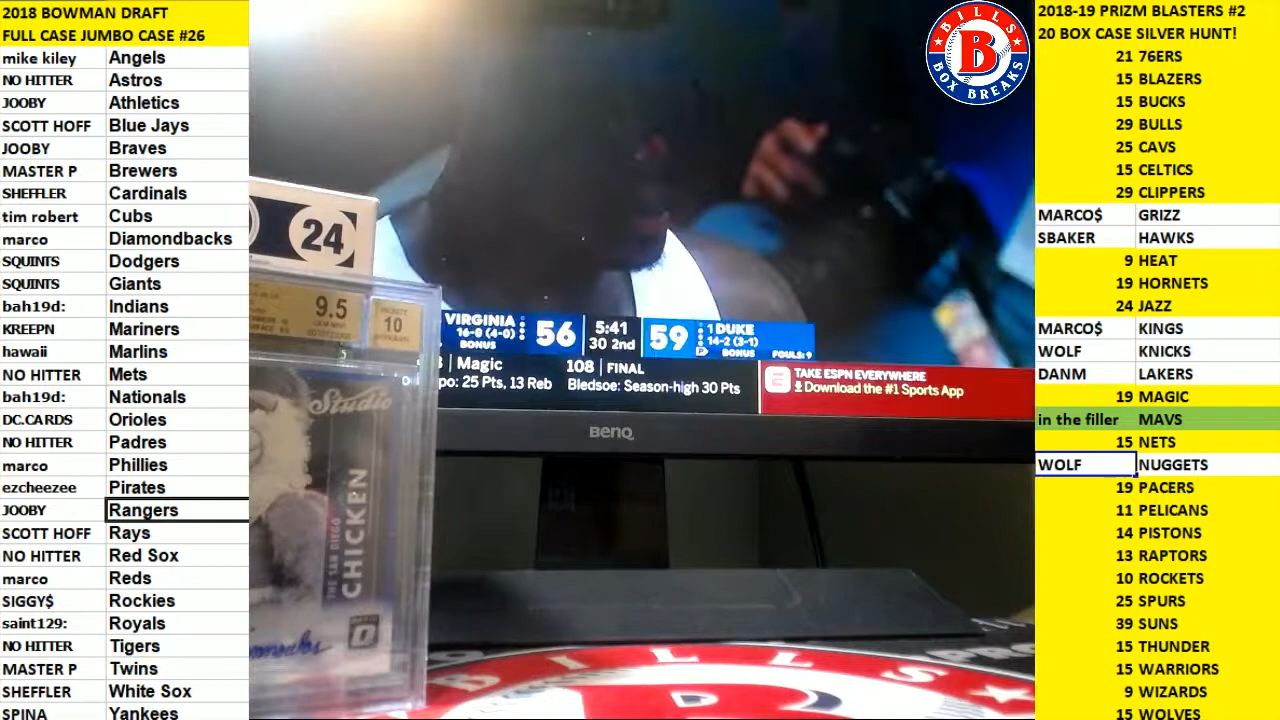 2018 BOWMAN DRAFT
FULL CASE JUMBO CASE #26
mike kiley Angels
NO HITTER Astros
JOOBY Athletics
SCOTT HOFF Blue Jays
JOOBY Braves
MASTER P Brewers
SHEFFLER Cardinals
tim robert Cubs
marco Diamondbacks
SQUINTS Dodgers
SQUINTS Giants
bah19d: Indians
KREEPN Mariners
hawaii Marlins
NO HITTER Mets
bah19d: Nationals
DC.CARDS Orioles
NO HITTER Padres
marco Phillies
ezcheezee Pirates
JOOBY Rangers
SCOTT HOFF Rays
NO HITTER Red Sox
marco Reds
SIGGY$ Rockies
saint129: Royals
NO HITTER Tigers
MASTER P Twins
SHEFFLER White Sox
SPINA Yankees
BILLS
B
BOX BREAKS
24
9.5
10
VIRGINIA 56 5:41 59 1 DUKE
16-0 (4-0) 30 2nd 14-2 (3-1)
BONUS P BONUS FOULS: 9
Magic 108 FINAL
po: 25 Pts, 13 Reb Bledsoe: Season-high 30 Pts
TAKE ESPN EVERYWHERE
Download the #1 Sports App
BenQ
Studio
THE SAN DIEGO
CHICKEN
BILLS
2018-19 PRIZM BLASTERS #2
20 BOX CASE SILVER HUNT!
21 76ERS
15 BLAZERS
15 BUCKS
29 BULLS
25 CAVS
15 CELTICS
29 CLIPPERS
MARCO$ GRIZZ
SBAKER HAWKS
9 HEAT
19 HORNETS
24 JAZZ
MARCO$ KINGS
WOLF KNICKS
DANM LAKERS
19 MAGIC
in the filler MAVS
15 NETS
WOLF NUGGETS
19 PACERS
11 PELICANS
14 PISTONS
13 RAPTORS
10 ROCKETS
25 SPURS
39 SUNS
15 THUNDER
15 WARRIORS
9 WIZARDS
15 WOLVES